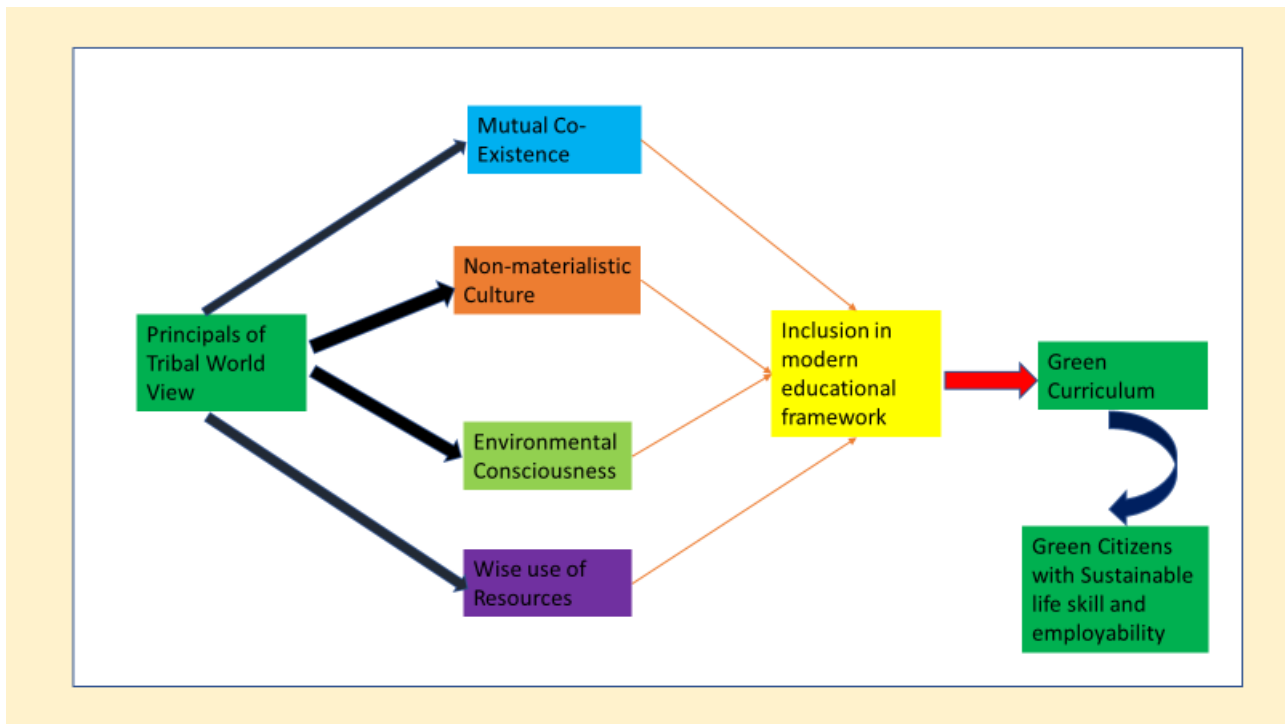 Mutual Co-
Existence
Non-materialistic
Culture
Principals of
Tribal World
View
Environmental
Consciousness
Wise use of
Resources
Inclusion in
modern
educational
framework
Green
Curriculum
Green Citizens
with Sustainable
life skill and
employability